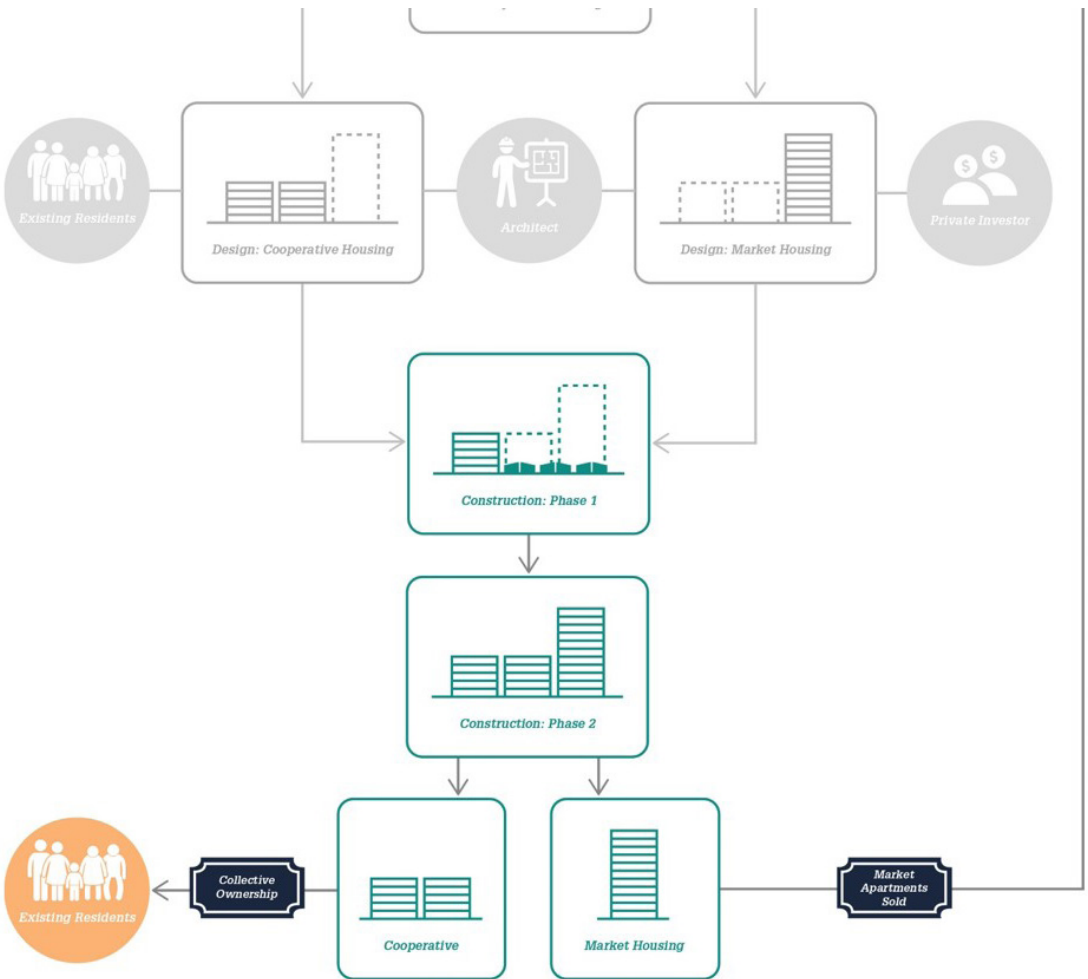 Existing Residents
Design: Cooperative Housing
Architect
Design: Market Housing
Private Investor
Construction: Phase 1
Construction: Phase 2
Existing Residents
Collective
Ownership
Cooperative
Market Housing
Market
Apartments
Sold